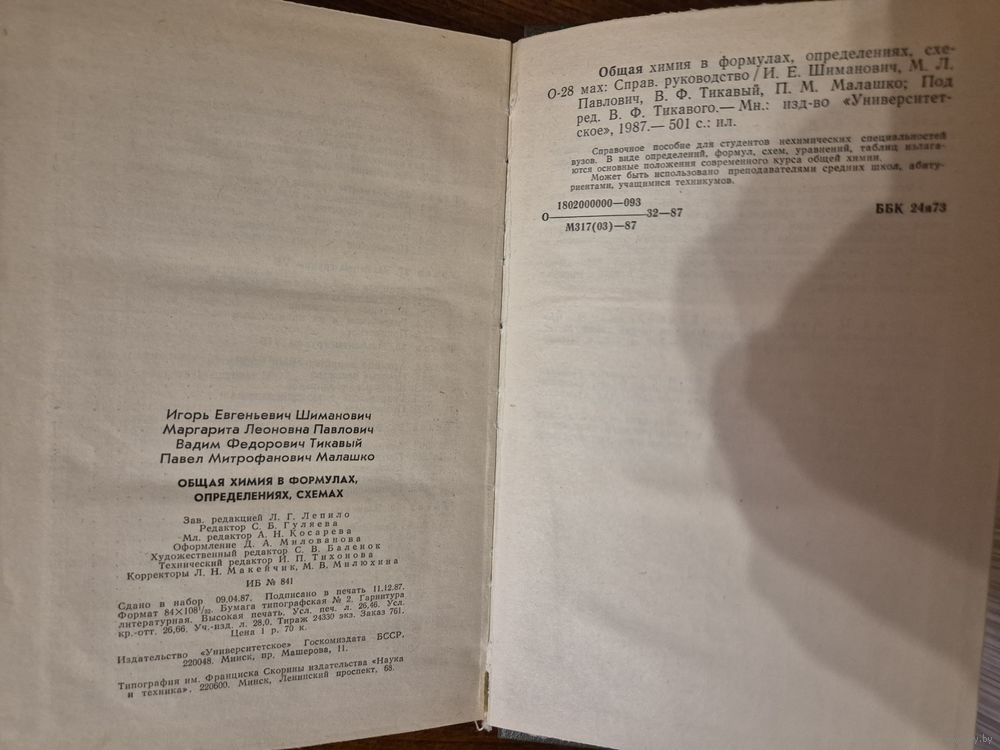 Игорь Евгеньевич Шиманович
Маргарита Леоновна Павлович
Вадим Федорович Тикавый
Павел Митрофанович Малашко
ОБЩАЯ ХИМИЯ В ФОРМУЛАХ,
ОПРЕДЕЛЕНИЯХ, СХЕМАХ
Зав. редакцией Л. Г. Лепило
Редактор С. Б. Гуляева
Мл. редактор А. Н. Косарева
Оформление Д. А. Милованова
Художественный редактор С. В. Баленок
Технический редактор И. П. Тихонова
Корректоры Л. Н. Макейчик, М. В. Милюхина
ИБ № 841
Сдано в набор 09.04.87. Подписано в печать 11.12.87.
Формат 84×108¹/₃₂. Бумага типографская № 2. Гарнитура
литературная. Высокая печать. Усл. печ. л. 26,46. Усл.
кр.-отт. 26,66. Уч.-изд. л. 28,0. Тираж 24330 экз. Заказ 761.
Цена 1 р. 70 к.
Издательство «Университетское» Госкомиздата БССР.
220048. Минск, пр. Машерова, 11.
Типография им. Франциска Скорины издательства «Наука
и техника». 220600. Минск, Ленинский проспект, 68.
Общая химия в формулах, определениях, схе-
О-28 мах: Справ. руководство / И. Е. Шиманович, М. Л.
Павлович, В. Ф. Тикавый, П. М. Малашко; Под
ред. В. Ф. Тикавого.— Мн.: изд-во «Университет-
ское», 1987.— 501 с.: ил.
Справочное пособие для студентов нехимических специальностей
вузов. В виде определений, формул, схем, уравнений, таблиц излага-
ются основные положения современного курса общей химии.
Может быть использовано преподавателями средних школ, абиту-
риентами, учащимися техникумов.
1802000000—093
О 32—87
М317(03)—87
ББК 24я73